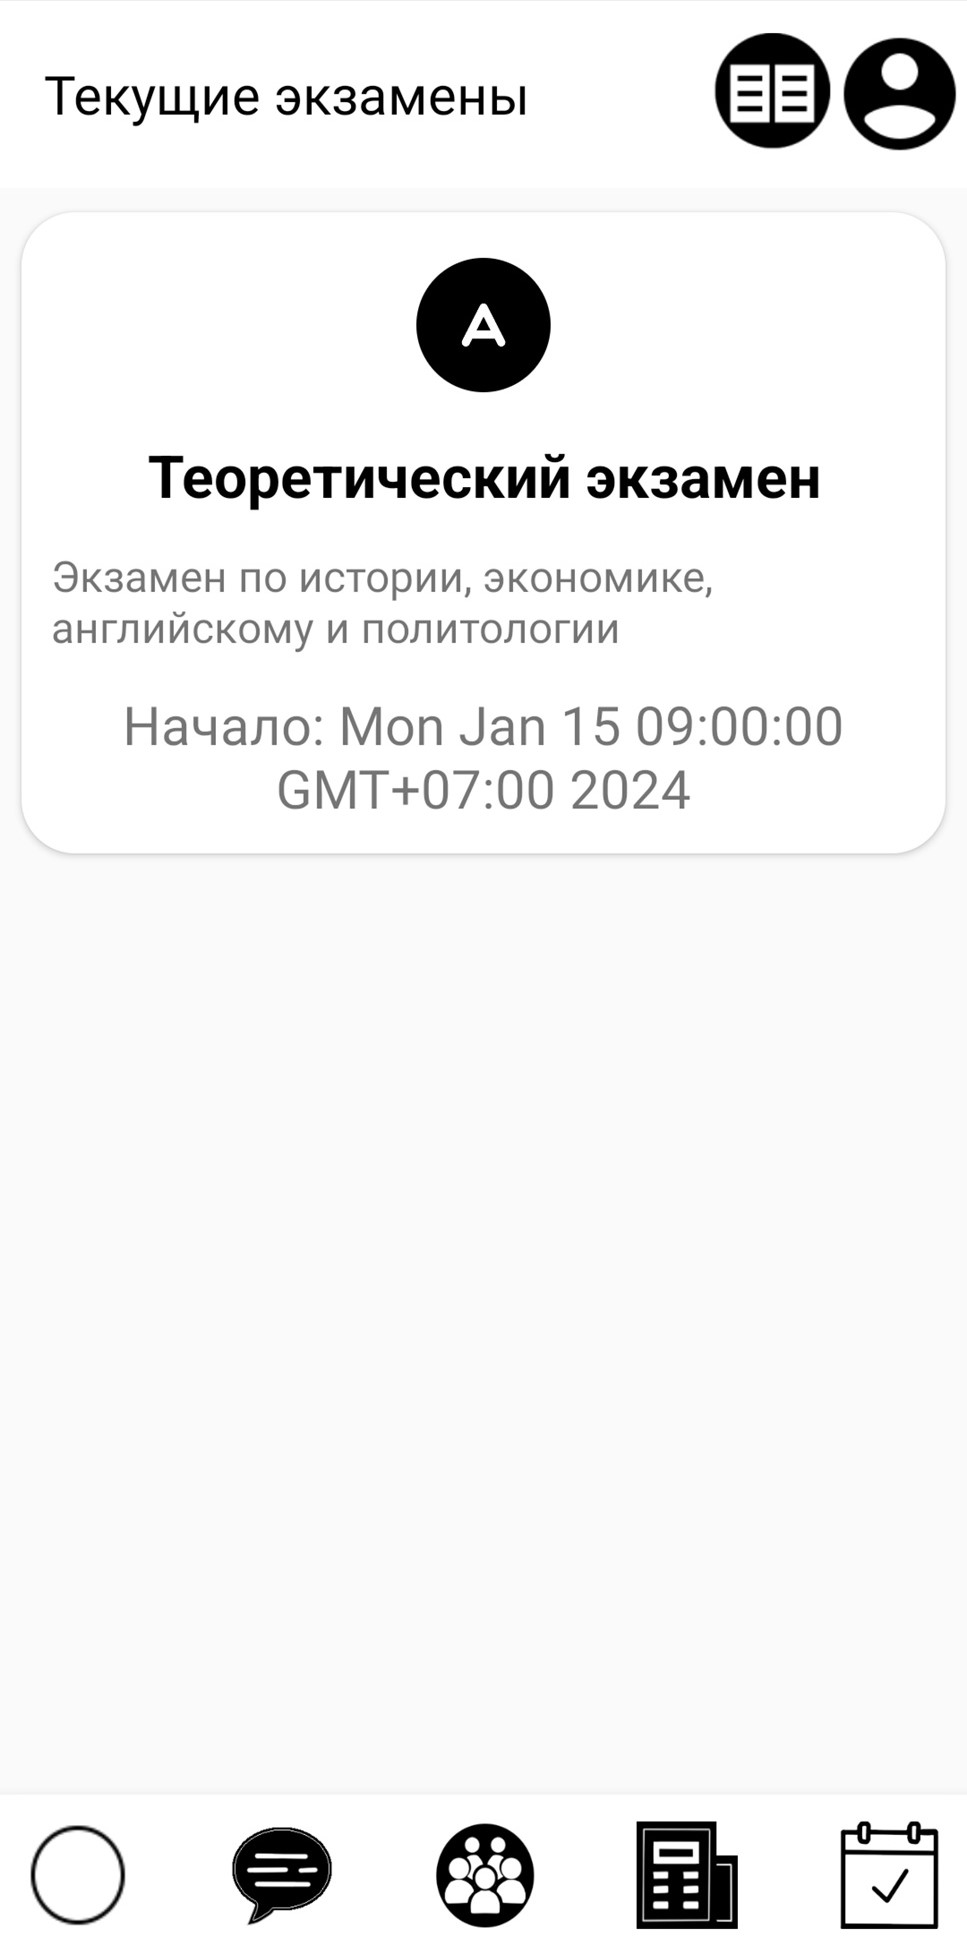 Текущие экзамены
A
Теоретический экзамен
Экзамен по истории, экономике,
английскому и политологии
Начало: Mon Jan 15 09:00:00
GMT+07:00 2024